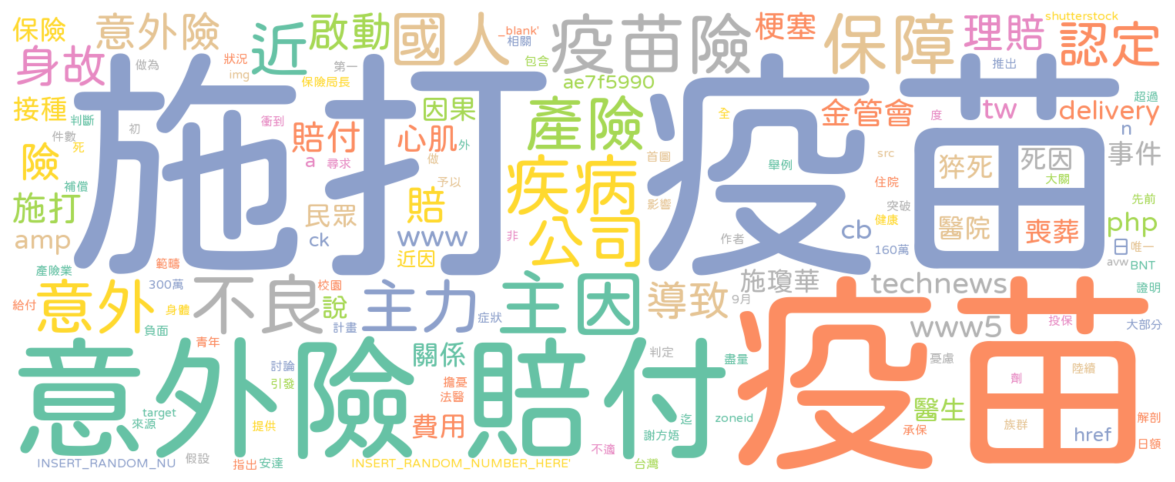 保險 意外險 近 啟動 國人 疫苗險 梗塞 保障 理賠 shutterstock 認定
_blank' 相關 包含
身故 做為 狀況 img 第一 保險局長 ae7f5990 推出
接種 判斷 件數 初 衝到 賠付 因果 心肌 產險 金管會 全 度 tw delivery 超過
施打疫苗
險 死 補償 a 尋求 做 外 疾病 首圖 舉例 src 猝死 死因 大關 n 事件
施打 民眾 賠 予以 影響 住院 突破 健康 醫院 喪葬 先前 php
amp ck www 近因 非 公司 作者 cb 160萬 日 唯一 avw BNT
產險業 範疇 300萬 校園 施瓊華 technews 證明
給付 意外 身體 不良 說 主力 症狀 主因 導致 9月 www5 投保 大部分
負面 青年 計畫
意外險賠付 疫苗
關係 判定 盡量 憂慮 劑 陸續
討論 引發 擔憂 法醫
來源 target 提供 費用 迄 zoneid 醫生 族群 解剖
謝方娪 承保 href 日額
INSERT_RANDOM_NU 假設 指出 安達 INSERT_RANDOM_NUMBER_HERE' 不適 台灣